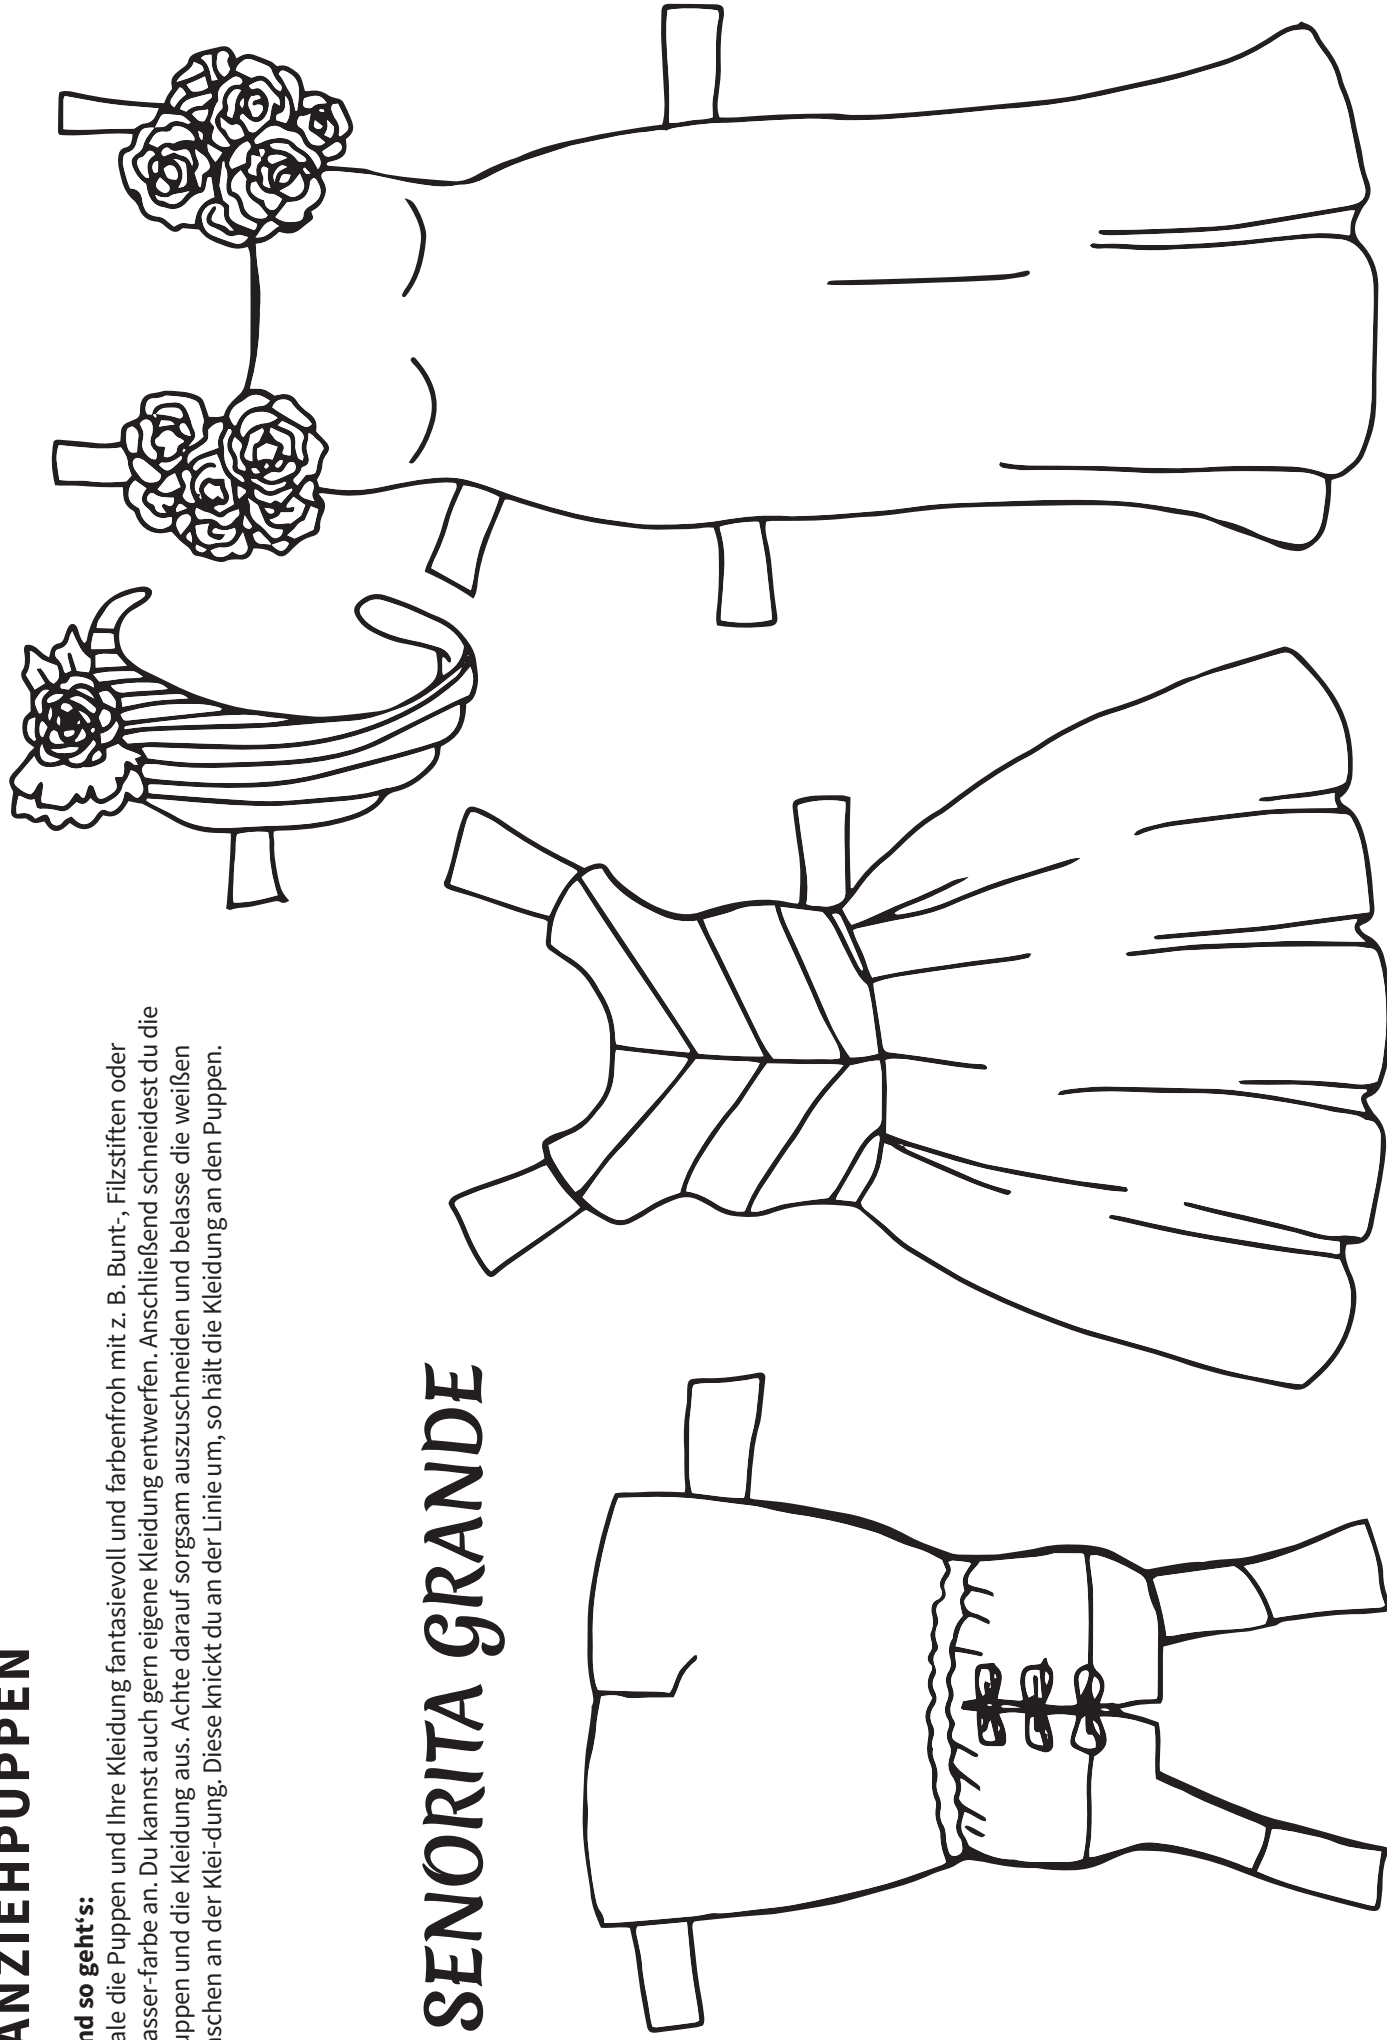 ANZIEHPUPPEN
nd so geht‘s:
ale die Puppen und Ihre Kleidung fantasievoll und farbenfroh mit z. B. Bunt-, Filzstiften oder
asser-farbe an. Du kannst auch gern eigene Kleidung entwerfen. Anschließend schneidest du die
uppen und die Kleidung aus. Achte darauf sorgsam auszuschneiden und belasse die weißen
aschen an der Klei-dung. Diese knickt du an der Linie um, so hält die Kleidung an den Puppen.
SENORITA GRANDE